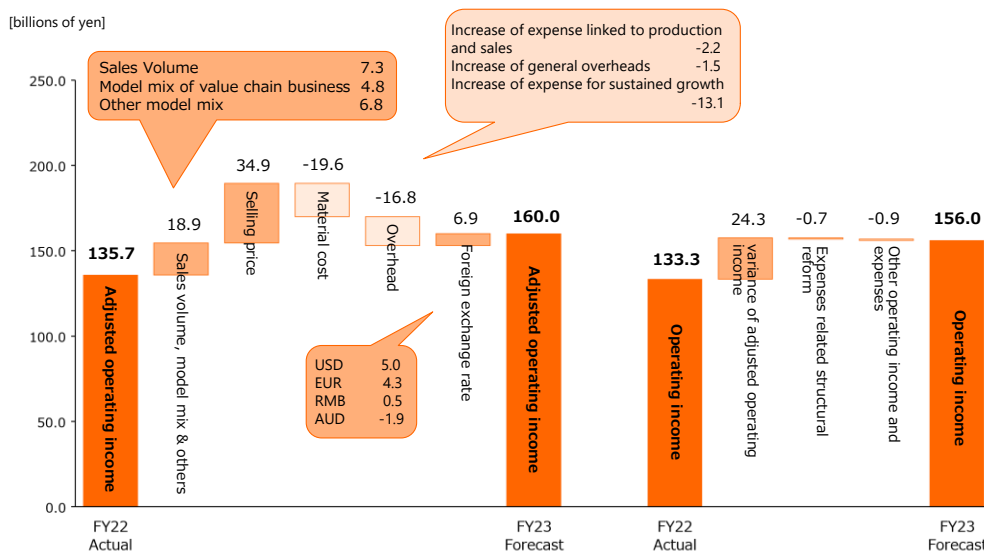 [billions of yen]
Sales Volume 7.3
Model mix of value chain business 4.8
Other model mix 6.8
Increase of expense linked to production
and sales -2.2
Increase of general overheads -1.5
Increase of expense for sustained growth
-13.1
250.0
200.0
150.0
100.0
50.0
0.0
135.7
18.9
34.9
-19.6
-16.8
6.9
160.0
133.3
24.3
-0.7
-0.9
156.0
Adjusted operating income
Sales volume, model mix & others
Selling price
Material cost
Overhead
Foreign exchange rate
Adjusted operating income
Operating income
variance of adjusted operating
income
Expenses related structural
reform
Other operating income and
expenses
Operating income
USD 5.0
EUR 4.3
RMB 0.5
AUD -1.9
FY22
Actual
FY23
Forecast
FY22
Actual
FY23
Forecast